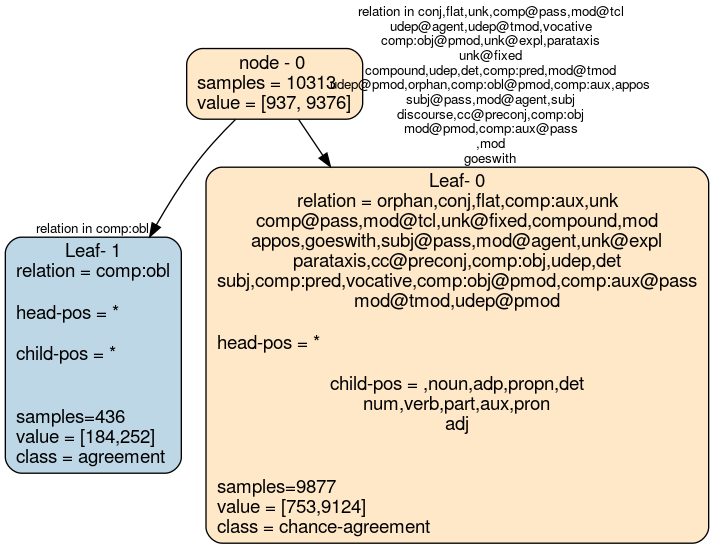 relation in conj,flat,unk,comp@pass,mod@tcl
udep@agent,udep@tmod,vocative
comp:obj@pmod,unk@expl,parataxis
unk@fixed
compound,udep,det,comp:pred,mod@tmod
udep@pmod,orphan,comp:obl@pmod,comp:aux,appos
subj@pass,mod@agent,subj
discourse,cc@preconj,comp:obj
mod@pmod,comp:aux@pass
,mod
goeswith
node - 0
samples = 10313
value = [937, 9376]
relation in comp:obl
Leaf- 1
relation = comp:obl
head-pos = *
child-pos = *
samples=436
value = [184,252]
class = agreement
Leaf- 0
relation = orphan,conj,flat,comp:aux,unk
comp@pass,mod@tcl,unk@fixed,compound,mod
appos,goeswith,subj@pass,mod@agent,unk@expl
parataxis,cc@preconj,comp:obj,udep,det
subj,comp:pred,vocative,comp:obj@pmod,comp:aux@pass
mod@tmod,udep@pmod
head-pos = *
child-pos = ,noun,adp,propn,det
num,verb,part,aux,pron
adj
samples=9877
value = [753,9124]
class = chance-agreement